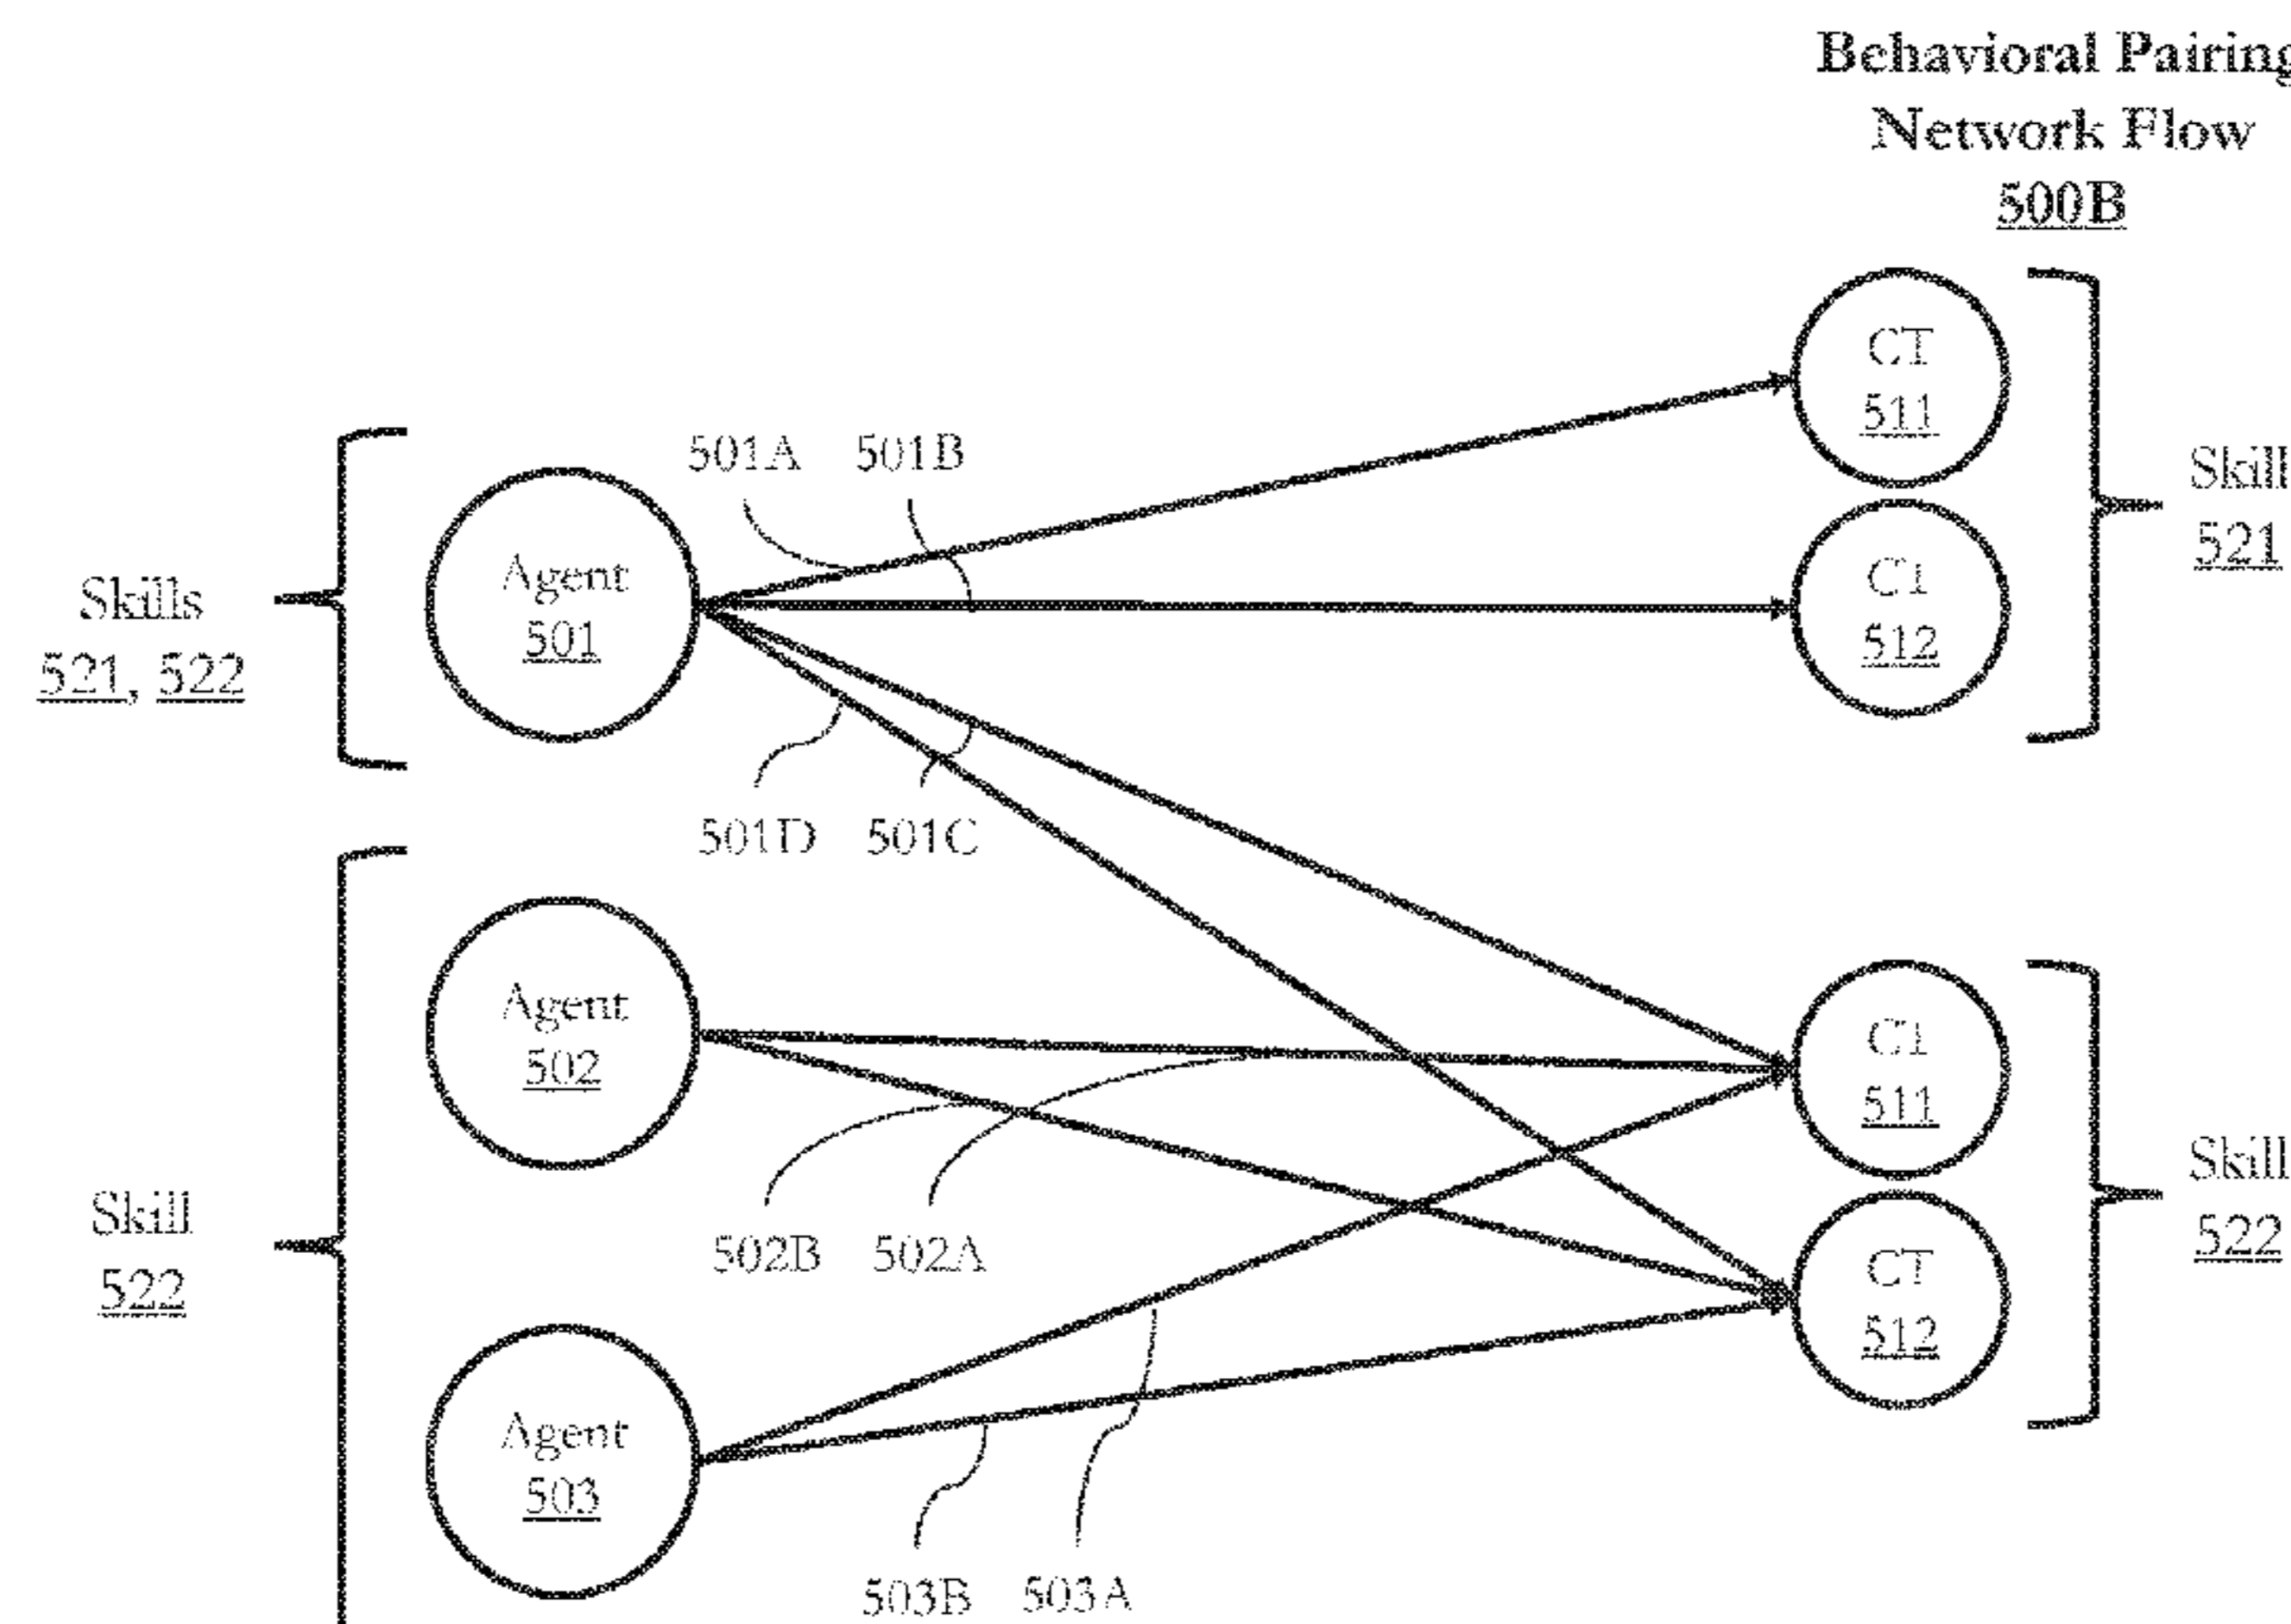 Behavioral Pairing
Network Flow
500B
CT
511
501A
501B
Skill
521
Agent
501
CT
512
Skills
521, 522
501D
501C
Agent
502
CT
511
Skill
522
502B
502A
Skill
522
CT
512
Agent
503
503B
503A